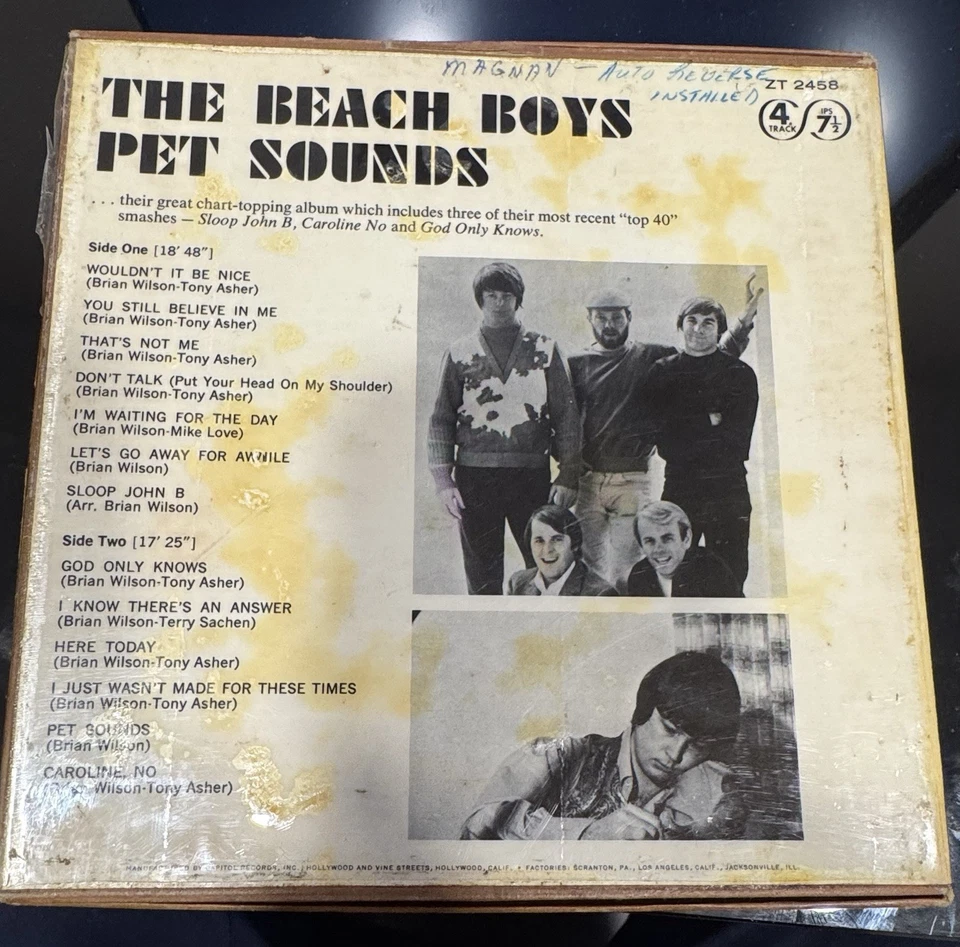 MAGNAN — AUTO REVERSE
INSTALLED
ZT 2458
4 TRACK
IPS 7½
THE BEACH BOYS
PET SOUNDS
. . . their great chart-topping album which includes three of their most recent “top 40”
smashes — Sloop John B, Caroline No and God Only Knows.
Side One [18′ 48″]
WOULDN'T IT BE NICE
(Brian Wilson-Tony Asher)
YOU STILL BELIEVE IN ME
(Brian Wilson-Tony Asher)
THAT'S NOT ME
(Brian Wilson-Tony Asher)
DON'T TALK (Put Your Head On My Shoulder)
(Brian Wilson-Tony Asher)
I'M WAITING FOR THE DAY
(Brian Wilson-Mike Love)
LET'S GO AWAY FOR AWHILE
(Brian Wilson)
SLOOP JOHN B
(Arr. Brian Wilson)
Side Two [17′ 25″]
GOD ONLY KNOWS
(Brian Wilson-Tony Asher)
I KNOW THERE'S AN ANSWER
(Brian Wilson-Terry Sachen)
HERE TODAY
(Brian Wilson-Tony Asher)
I JUST WASN'T MADE FOR THESE TIMES
(Brian Wilson-Tony Asher)
PET SOUNDS
(Brian Wilson)
CAROLINE, NO
Wilson-Tony Asher)
MANUFACTURED BY CAPITOL RECORDS, INC., HOLLYWOOD AND VINE STREETS, HOLLYWOOD, CALIF. • FACTORIES: SCRANTON, PA., LOS ANGELES, CALIF., JACKSONVILLE, ILL.